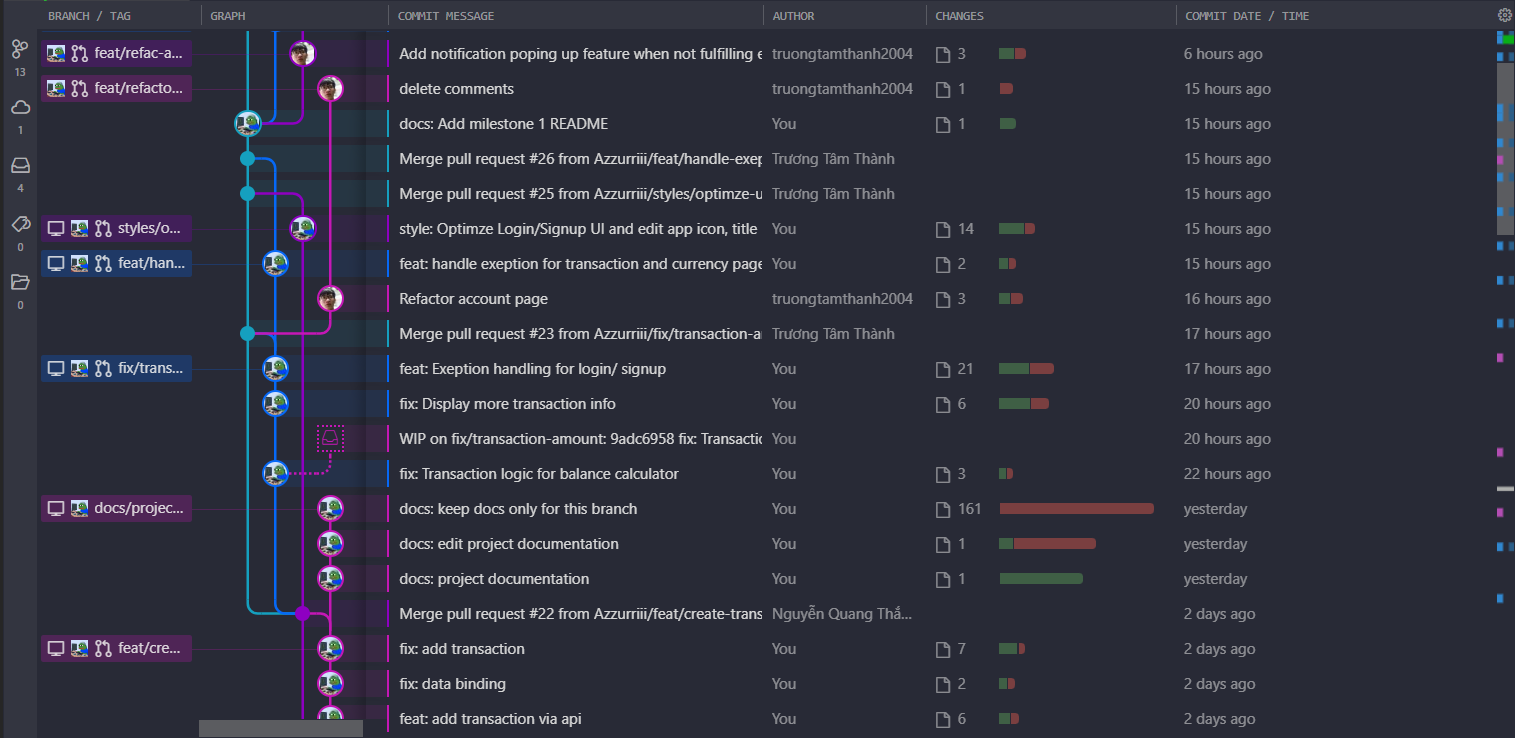 BRANCH / TAG GRAPH COMMIT MESSAGE AUTHOR CHANGES COMMIT DATE / TIME
feat/refac-a... Add notification poping up feature when not fulfilling e truongtamthanh2004 3 6 hours ago
13
feat/refacto... delete comments truongtamthanh2004 1 15 hours ago
1
docs: Add milestone 1 README You 1 15 hours ago
Merge pull request #26 from Azzurriii/feat/handle-exep Trương Tâm Thành 15 hours ago
4
Merge pull request #25 from Azzurriii/styles/optimze-u Trương Tâm Thành 15 hours ago
styles/o... style: Optimze Login/Signup UI and edit app icon, title You 14 15 hours ago
0
feat/han... feat: handle exeption for transaction and currency page You 2 15 hours ago
Refactor account page truongtamthanh2004 3 16 hours ago
0
Merge pull request #23 from Azzurriii/fix/transaction-a Trương Tâm Thành 17 hours ago
fix/trans... feat: Exeption handling for login/ signup You 21 17 hours ago
fix: Display more transaction info You 6 20 hours ago
WIP on fix/transaction-amount: 9adc6958 fix: Transactic You 20 hours ago
fix: Transaction logic for balance calculator You 3 22 hours ago
docs/projec... docs: keep docs only for this branch You 161 yesterday
docs: edit project documentation You 1 yesterday
docs: project documentation You 1 yesterday
Merge pull request #22 from Azzurriii/feat/create-trans Nguyễn Quang Thắ... 2 days ago
feat/cre... fix: add transaction You 7 2 days ago
fix: data binding You 2 2 days ago
feat: add transaction via api You 6 2 days ago